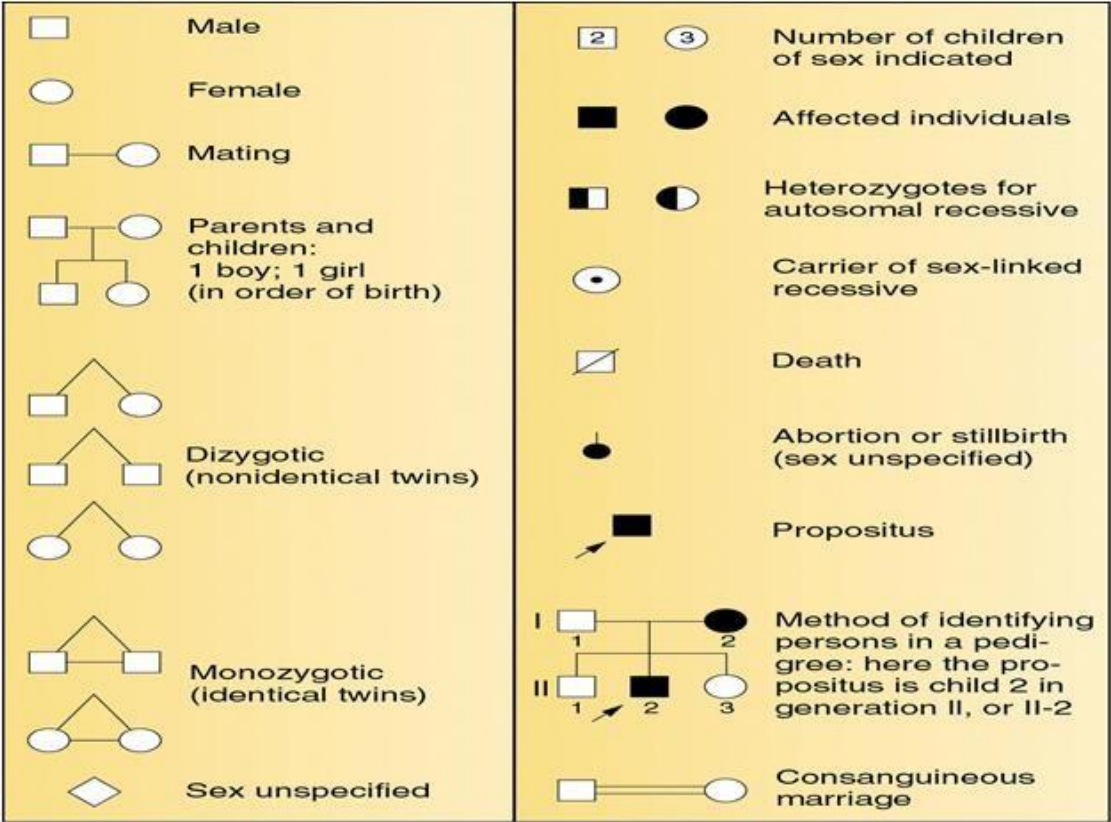 Male
Female
Mating
Parents and
children:
1 boy; 1 girl
(in order of birth)
Dizygotic
(nonidentical twins)
Monozygotic
(identical twins)
Sex unspecified
2 3 Number of children
of sex indicated
Affected individuals
Heterozygotes for
autosomal recessive
Carrier of sex-linked
recessive
Death
Abortion or stillbirth
(sex unspecified)
Propositus
I 1 2
II 1 2 3
Method of identifying
persons in a pedi-
gree: here the pro-
positus is child 2 in
generation II, or II-2
Consanguineous
marriage